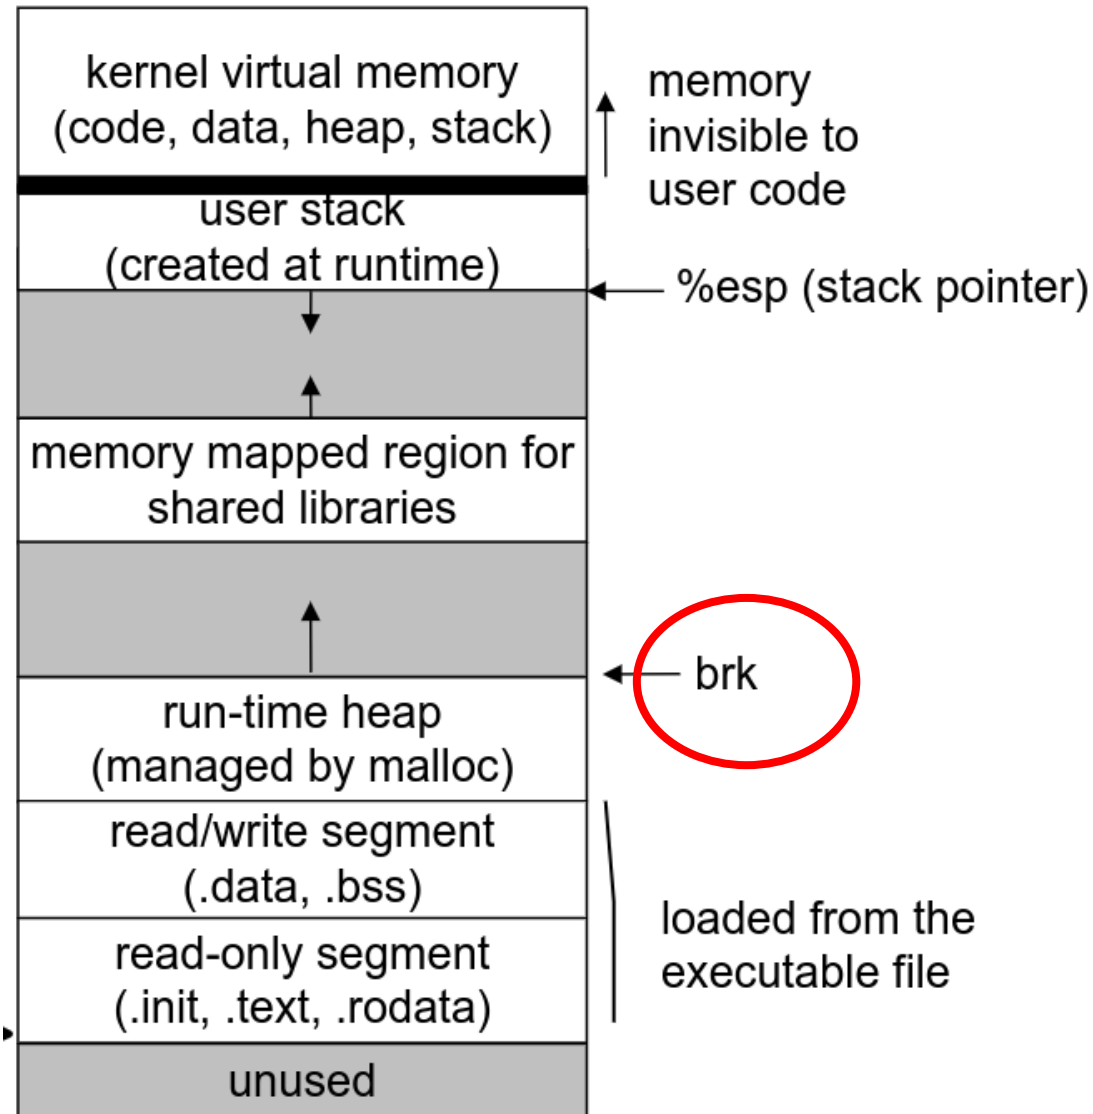 kernel virtual memory
(code, data, heap, stack)
memory
invisible to
user code
user stack
(created at runtime)
%esp (stack pointer)
memory mapped region for
shared libraries
brk
run-time heap
(managed by malloc)
read/write segment
(.data, .bss)
loaded from the
executable file
read-only segment
(.init, .text, .rodata)
unused